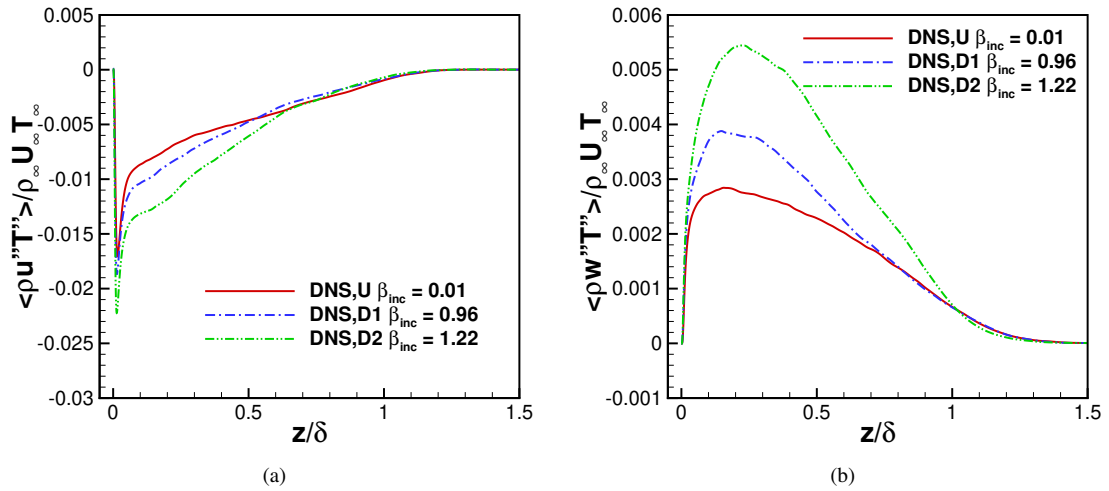 0.005
0
-0.005
-0.01
-0.015
-0.02
-0.025
-0.03
<ρu”T”>/ρ∞U∞T∞
DNS,U βinc = 0.01
DNS,D1 βinc = 0.96
DNS,D2 βinc = 1.22
0 0.5 1 1.5
z/δ
(a)
0.006
0.005
0.004
0.003
0.002
0.001
0
-0.001
<ρw”T”>/ρ∞U∞T∞
DNS,U βinc = 0.01
DNS,D1 βinc = 0.96
DNS,D2 βinc = 1.22
0 0.5 1 1.5
z/δ
(b)